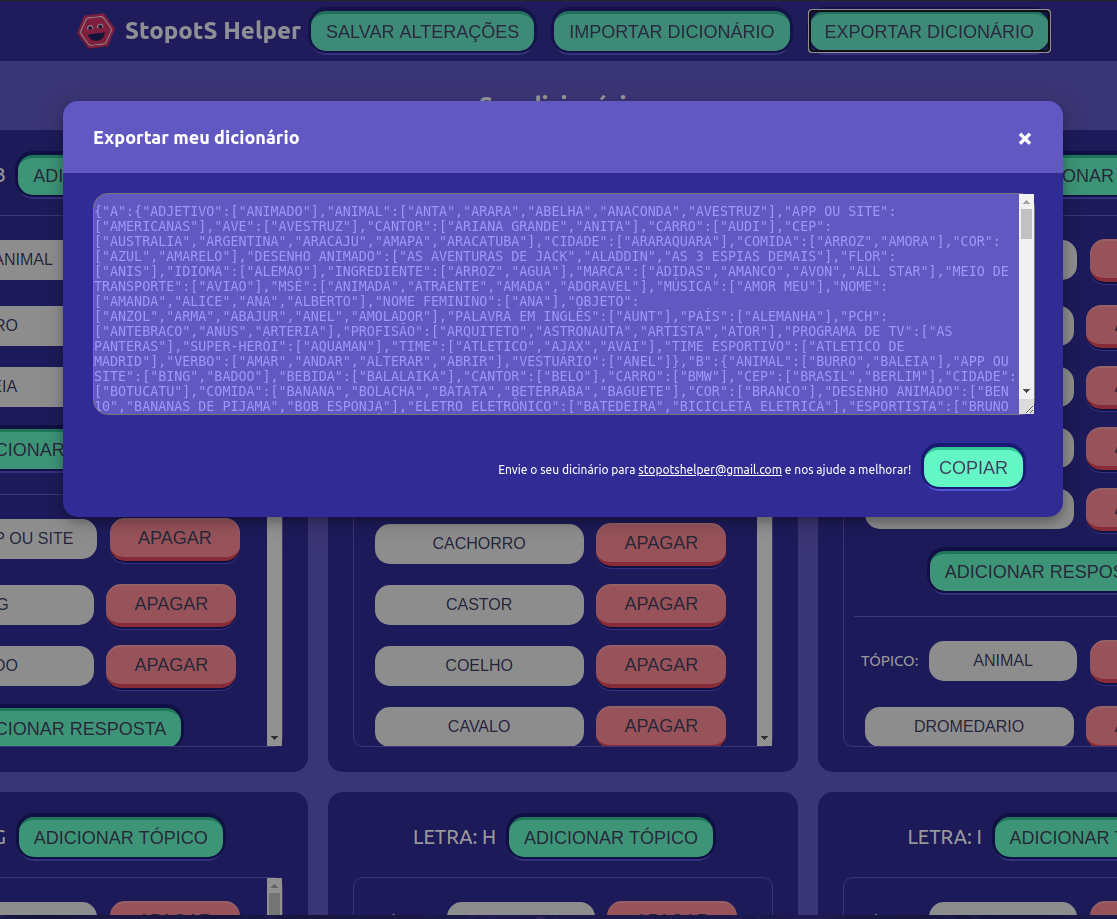 StopotS Helper
SALVAR ALTERAÇÕES
IMPORTAR DICIONÁRIO
EXPORTAR DICIONÁRIO
Exportar meu dicionário
×
{"A":{"ADJETIVO":["ANIMADO"],"ANIMAL":["ANTA","ARARA","ABELHA","ANACONDA","AVESTRUZ"],"APP OU SITE":
["AMERICANAS"],"AVE":["AVESTRUZ"],"CANTOR":["ARIANA GRANDE","ANITA"],"CARRO":["AUDI"],"CEP":
["AUSTRALIA","ARGENTINA","ARACAJU","AMAPA","ARACATUBA"],"CIDADE":["ARARAQUARA"],"COMIDA":["ARROZ","AMORA"],"COR":
["AZUL","AMARELO"],"DESENHO ANIMADO":["AS AVENTURAS DE JACK","ALADDIN","AS 3 ESPIAS DEMAIS"],"FLOR":
["ANIS"],"IDIOMA":["ALEMAO"],"INGREDIENTE":["ARROZ","AGUA"],"MARCA":["ADIDAS","AMANCO","AVON","ALL STAR"],"MEIO DE
TRANSPORTE":["AVIAO"],"MSÉ":["ANIMADA","ATRAENTE","AMADA","ADORAVEL"],"MÚSICA":["AMOR MEU"],"NOME":
["AMANDA","ALICE","ANA","ALBERTO"],"NOME FEMININO":["ANA"],"OBJETO":
["ANZOL","ARMA","ABAJUR","ANEL","AMOLADOR"],"PALAVRA EM INGLÊS":["AUNT"],"PAÍS":["ALEMANHA"],"PCH":
["ANTEBRACO","ANUS","ARTERIA"],"PROFISSÃO":["ARQUITETO","ASTRONAUTA","ARTISTA","ATOR"],"PROGRAMA DE TV":["AS
PANTERAS"],"SUPER-HERÓI":["AQUAMAN"],"TIME":["ATLETICO","AJAX","AVAI"],"TIME ESPORTIVO":["ATLETICO DE
MADRID"],"VERBO":["AMAR","ANDAR","ALTERAR","ABRIR"],"VESTUÁRIO":["ANEL"]},"B":{"ANIMAL":["BURRO","BALEIA"],"APP OU
SITE":["BING","BADOO"],"BEBIDA":["BALALAIKA"],"CANTOR":["BELO"],"CARRO":["BMW"],"CEP":["BRASIL","BERLIM"],"CIDADE":
["BOTUCATU"],"COMIDA":["BANANA","BOLACHA","BATATA","BETERRABA","BAGUETE"],"COR":["BRANCO"],"DESENHO ANIMADO":["BEN
10","BANANAS DE PIJAMA","BOB ESPONJA"],"ELETRO ELETRÔNICO":["BATEDEIRA","BICICLETA ELETRICA"],"ESPORTISTA":["BRUNO
Envie o seu dicinário para stopotshelper@gmail.com e nos ajude a melhorar!
COPIAR
P OU SITE
APAGAR
APAGAR
APAGAR
CIONAR RESPOSTA
CACHORRO
APAGAR
CASTOR
APAGAR
COELHO
APAGAR
CAVALO
APAGAR
ADICIONAR RESPOS
TÓPICO:
ANIMAL
DROMEDARIO
ADICIONAR TÓPICO
LETRA: H
ADICIONAR TÓPICO
LETRA: I
ADICIONAR